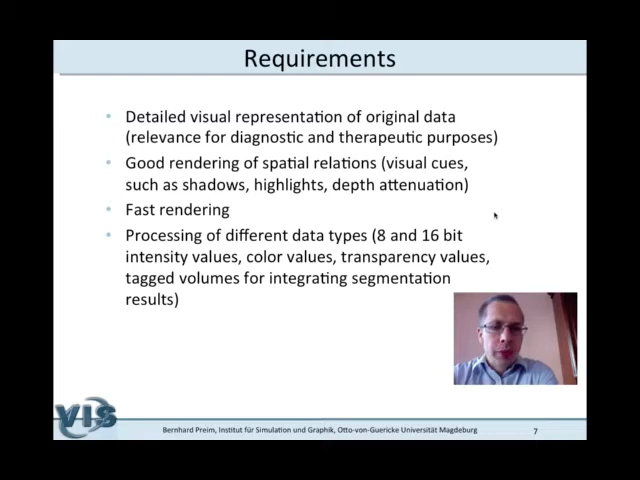 Requirements
Detailed visual representation of original data
(relevance for diagnostic and therapeutic purposes)
Good rendering of spatial relations (visual cues,
such as shadows, highlights, depth attenuation)
Fast rendering
Processing of different data types (8 and 16 bit
intensity values, color values, transparency values,
tagged volumes for integrating segmentation
results)
VIS
Bernhard Preim, Institut für Simulation und Graphik, Otto-von-Guericke Universität Magdeburg
7